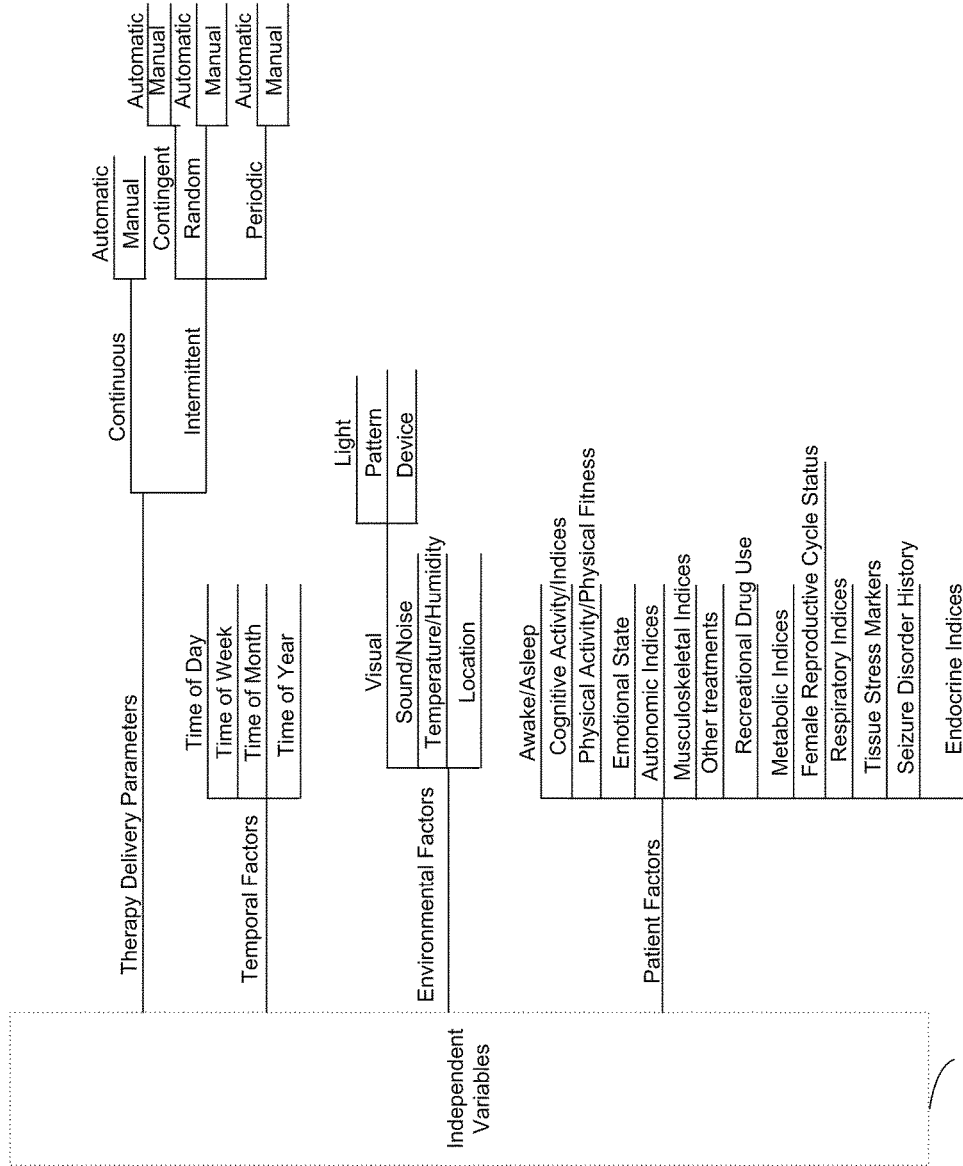 Independent
Variables
Therapy Delivery Parameters
Continuous
Automatic
Manual
Intermittent
Contingent
Automatic
Manual
Random
Automatic
Manual
Periodic
Automatic
Manual
Temporal Factors
Time of Day
Time of Week
Time of Month
Time of Year
Environmental Factors
Visual
Light
Pattern
Device
Sound/Noise
Temperature/Humidity
Location
Patient Factors
Awake/Asleep
Cognitive Activity/Indices
Physical Activity/Physical Fitness
Emotional State
Autonomic Indices
Musculoskeletal Indices
Other treatments
Recreational Drug Use
Metabolic Indices
Female Reproductive Cycle Status
Respiratory Indices
Tissue Stress Markers
Seizure Disorder History
Endocrine Indices